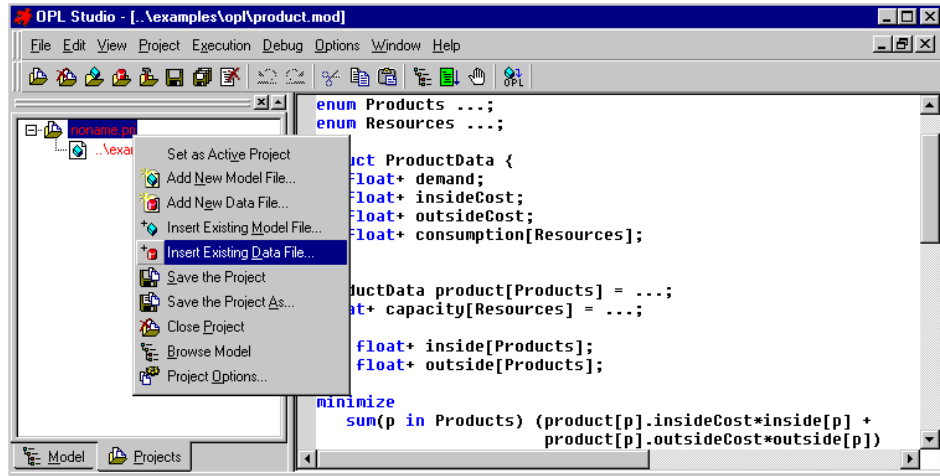 OPL Studio - [..\examples\opl\product.mod]
File Edit View Project Execution Debug Options Window Help
OPL
noname.prj
..\exa
Set as Active Project
Add New Model File...
Add New Data File...
Insert Existing Model File...
Insert Existing Data File...
Save the Project
Save the Project As...
Close Project
Browse Model
Project Options...
Model
Projects
enum Products ...;
enum Resources ...;
uct ProductData {
float+ demand;
float+ insideCost;
float+ outsideCost;
float+ consumption[Resources];
ductData product[Products] = ...;
at+ capacity[Resources] = ...;
float+ inside[Products];
float+ outside[Products];
minimize
sum(p in Products) (product[p].insideCost*inside[p] +
product[p].outsideCost*outside[p])